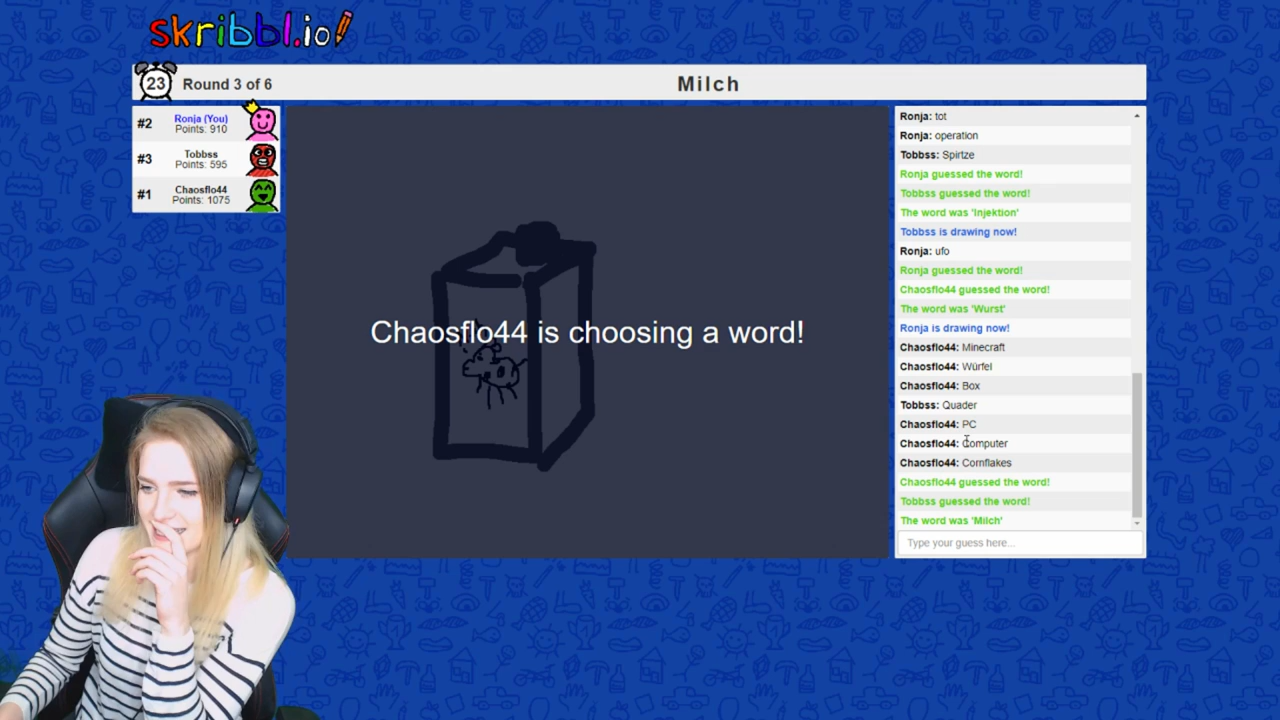 skribbl.io
23
Round 3 of 6
Milch
#2
Ronja (You)
Points: 910
#3
Tobbss
Points: 595
#1
Chaosflo44
Points: 1075
Chaosflo44 is choosing a word!
Ronja: tot
Ronja: operation
Tobbss: Spirtze
Ronja guessed the word!
Tobbss guessed the word!
The word was 'Injektion'
Tobbss is drawing now!
Ronja: ufo
Ronja guessed the word!
Chaosflo44 guessed the word!
The word was 'Wurst'
Ronja is drawing now!
Chaosflo44: Minecraft
Chaosflo44: Würfel
Chaosflo44: Box
Tobbss: Quader
Chaosflo44: PC
Chaosflo44: Computer
Chaosflo44: Cornflakes
Chaosflo44 guessed the word!
Tobbss guessed the word!
The word was 'Milch'
Type your guess here...